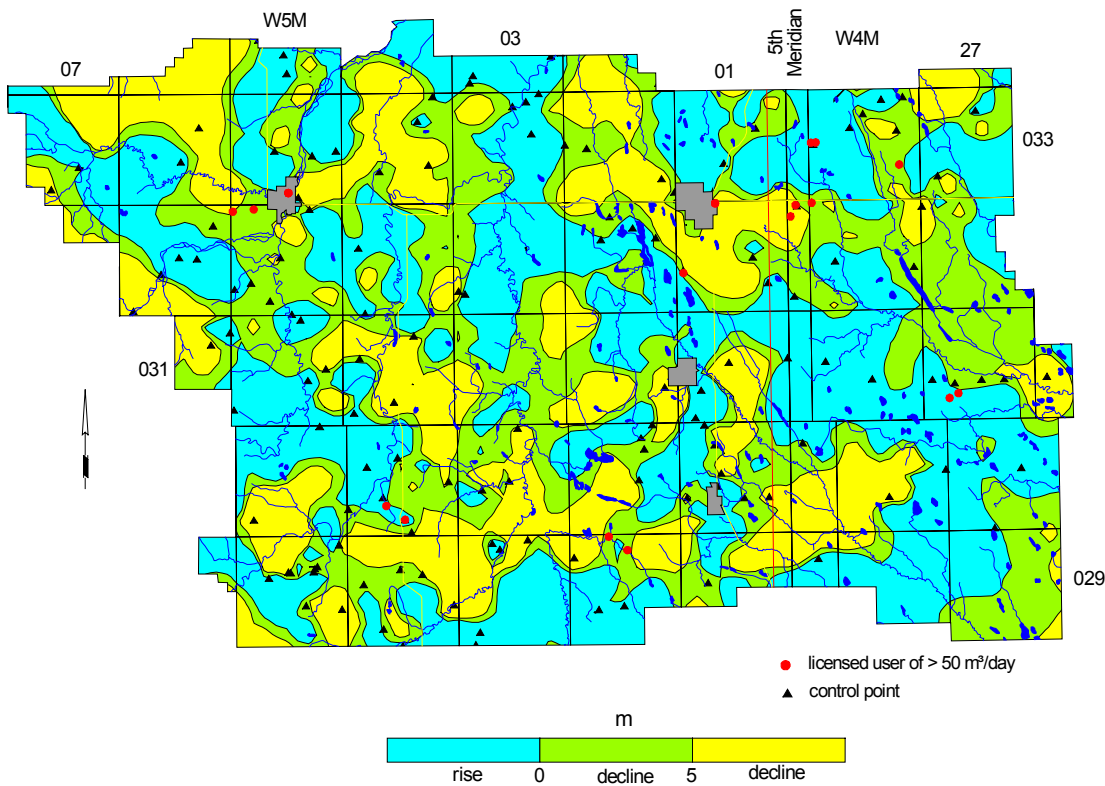 W5M
03
5th
Meridian
W4M
07
01
27
033
031
029
licensed user of > 50 m³/day
control point
m
rise 0 decline 5 decline